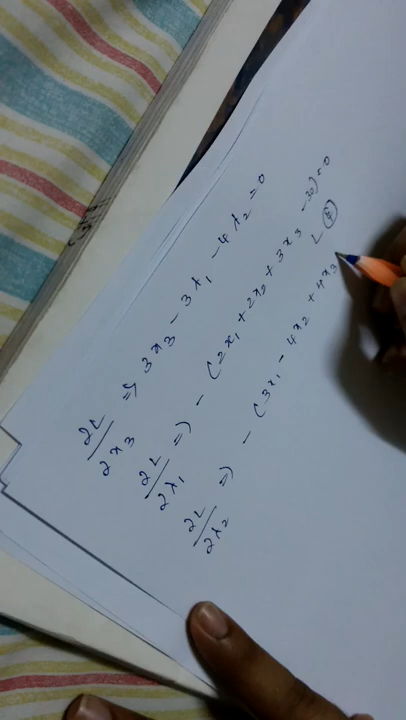 ∂L/∂x₃ => 3x₃ - 3λ₁ - 4λ₂ = 0
∂L/∂λ₁ => - (2x₁ + 2x₂ + 3x₃ - 30) = 0
∂L/∂λ₂ => - (3x₁ - 4x₂ + 4x₃